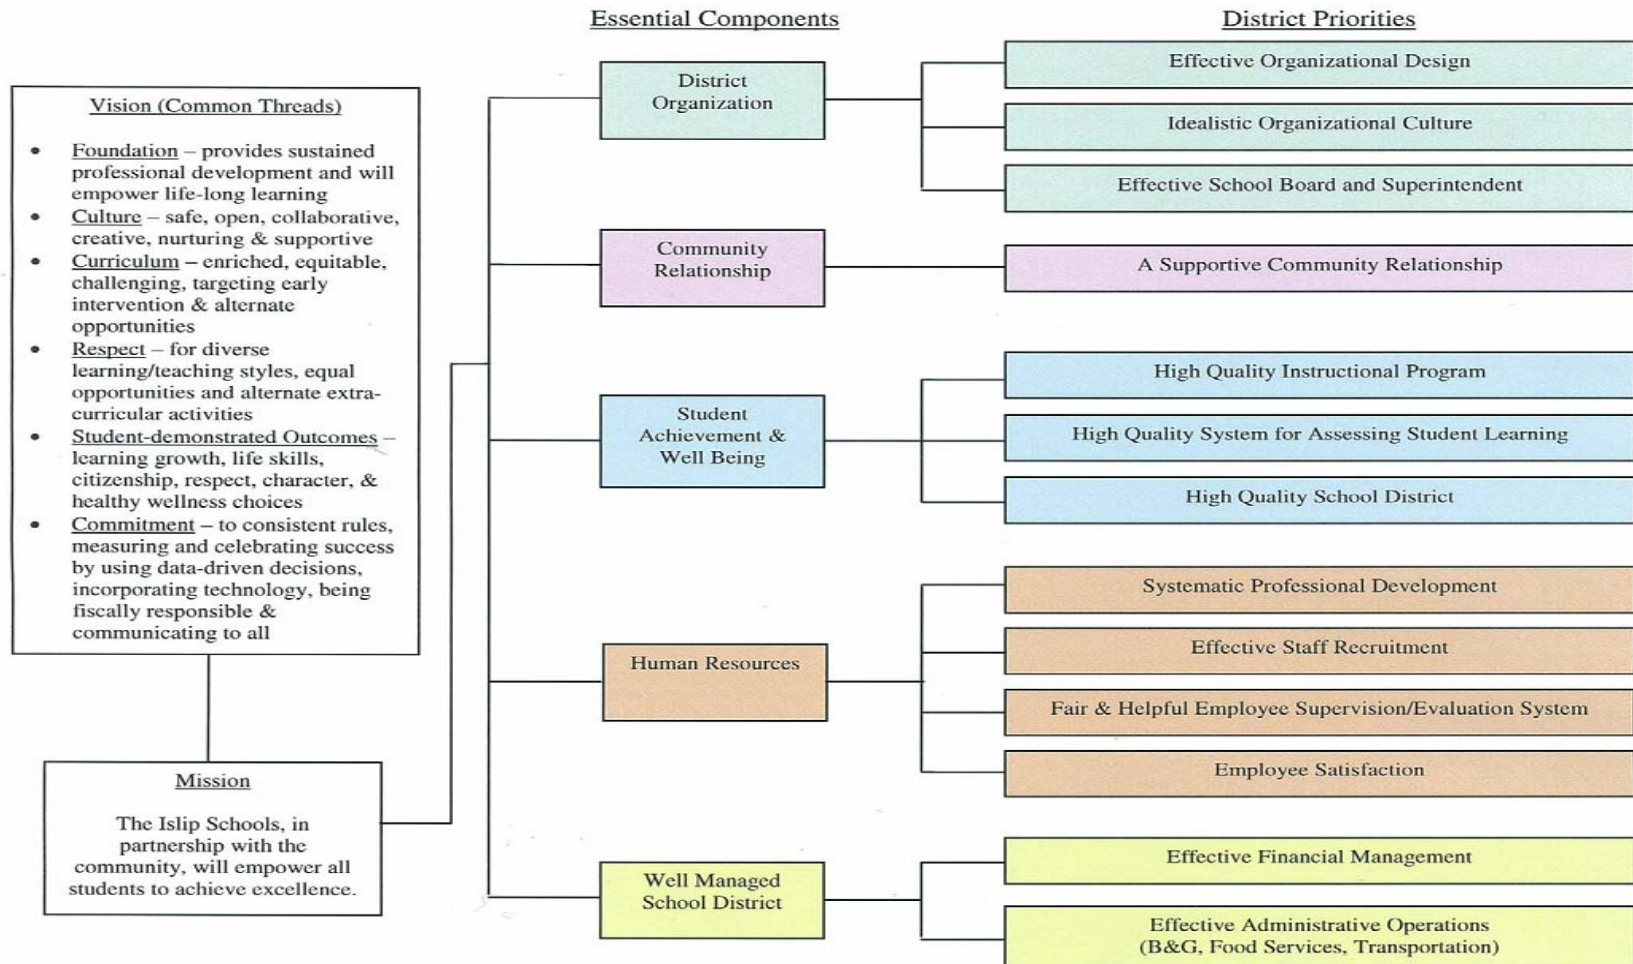 Essential Components
District Priorities
Vision (Common Threads)
• Foundation – provides sustained
professional development and will
empower life-long learning
• Culture – safe, open, collaborative,
creative, nurturing & supportive
• Curriculum – enriched, equitable,
challenging, targeting early
intervention & alternate
opportunities
• Respect – for diverse
learning/teaching styles, equal
opportunities and alternate extra-
curricular activities
• Student-demonstrated Outcomes –
learning growth, life skills,
citizenship, respect, character, &
healthy wellness choices
• Commitment – to consistent rules,
measuring and celebrating success
by using data-driven decisions,
incorporating technology, being
fiscally responsible &
communicating to all
Mission
The Islip Schools, in
partnership with the
community, will empower all
students to achieve excellence.
District
Organization
Effective Organizational Design
Idealistic Organizational Culture
Effective School Board and Superintendent
Community
Relationship
A Supportive Community Relationship
Student
Achievement &
Well Being
High Quality Instructional Program
High Quality System for Assessing Student Learning
High Quality School District
Human Resources
Systematic Professional Development
Effective Staff Recruitment
Fair & Helpful Employee Supervision/Evaluation System
Employee Satisfaction
Well Managed
School District
Effective Financial Management
Effective Administrative Operations
(B&G, Food Services, Transportation)